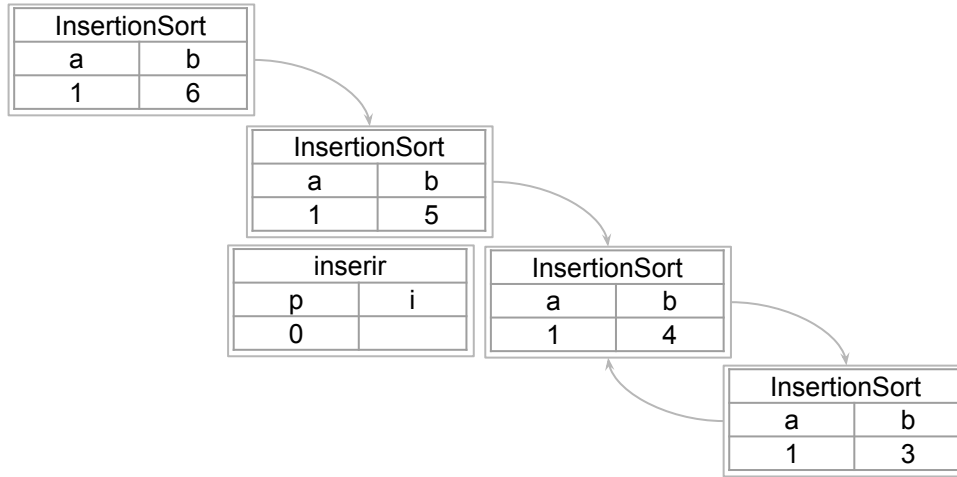 InsertionSort
a b
1 6
InsertionSort
a b
1 5
inserir
p i
0
InsertionSort
a b
1 4
InsertionSort
a b
1 3